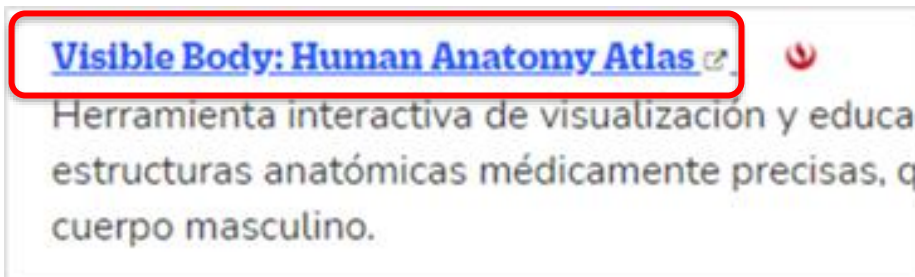 Visible Body: Human Anatomy Atlas
Herramienta interactiva de visualización y educa
estructuras anatómicas médicamente precisas, q
cuerpo masculino.